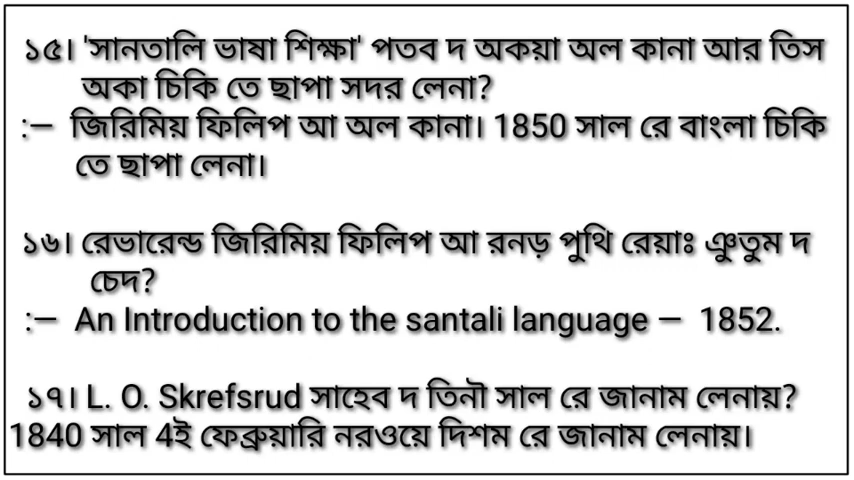 ১৫। 'সানতালি ভাষা শিক্ষা' পতব দ অকয়া অল কানা আর তিস
অকা চিকি তে ছাপা সদর লেনা?
:— জিরিমিয় ফিলিপ আ অল কানা। 1850 সাল রে বাংলা চিকি
তে ছাপা লেনা।
১৬। রেভারেন্ড জিরিমিয় ফিলিপ আ রনড় পুথি রেয়াঃ ঞুতুম দ
চেদ?
:— An Introduction to the santali language — 1852.
১৭। L. O. Skrefsrud সাহেব দ তিনৗ সাল রে জানাম লেনায়?
1840 সাল 4ই ফেব্রুয়ারি নরওয়ে দিশম রে জানাম লেনায়।